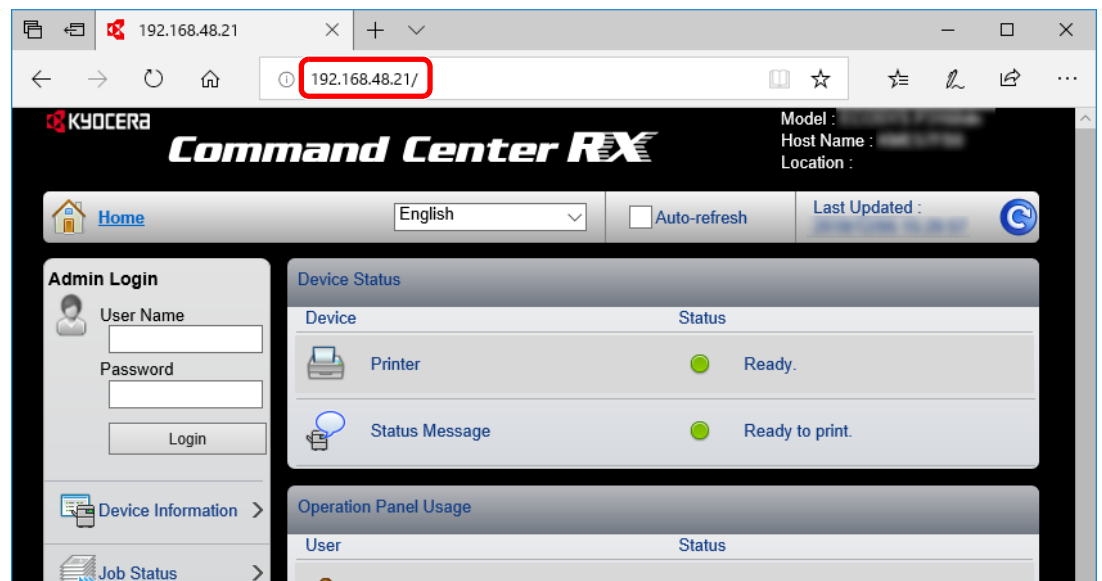 192.168.48.21
192.168.48.21/
KYOCERA
Command Center RX
Model :
Host Name :
Location :
Home
English
Auto-refresh
Last Updated :
Admin Login
User Name
Password
Login
Device Information
Job Status
Device Status
Device Status
Printer Ready.
Status Message Ready to print.
Operation Panel Usage
User Status